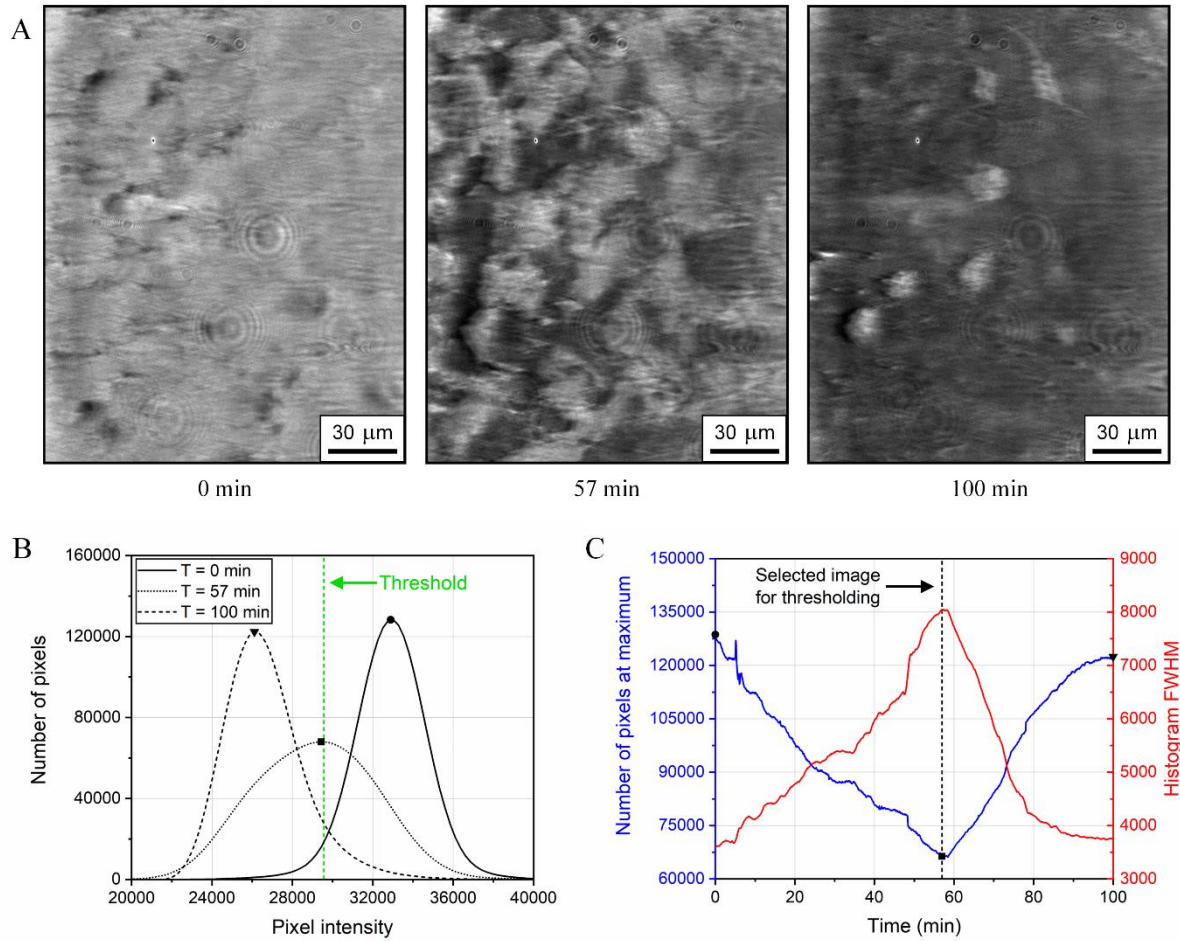 A
30 μm
30 μm
30 μm
0 min
57 min
100 min
B
160000
120000
80000
40000
0
20000
24000
28000
32000
36000
40000
Number of pixels
Pixel intensity
T = 0 min
T = 57 min
T = 100 min
Threshold
C
150000
135000
120000
105000
90000
75000
60000
Number of pixels at maximum
Selected image
for thresholding
9000
8000
7000
6000
5000
4000
3000
Histogram FWHM
0
20
40
60
80
100
Time (min)